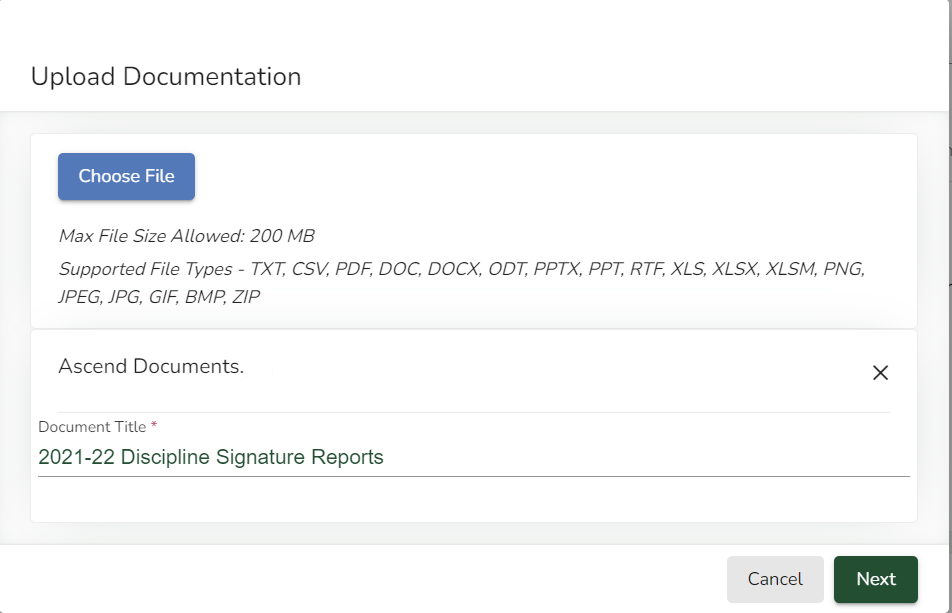 Upload Documentation
Choose File
Max File Size Allowed: 200 MB
Supported File Types - TXT, CSV, PDF, DOC, DOCX, ODT, PPTX, PPT, RTF, XLS, XLSX, XLSM, PNG,
JPEG, JPG, GIF, BMP, ZIP
Ascend Documents.
Document Title *
2021-22 Discipline Signature Reports
Cancel
Next